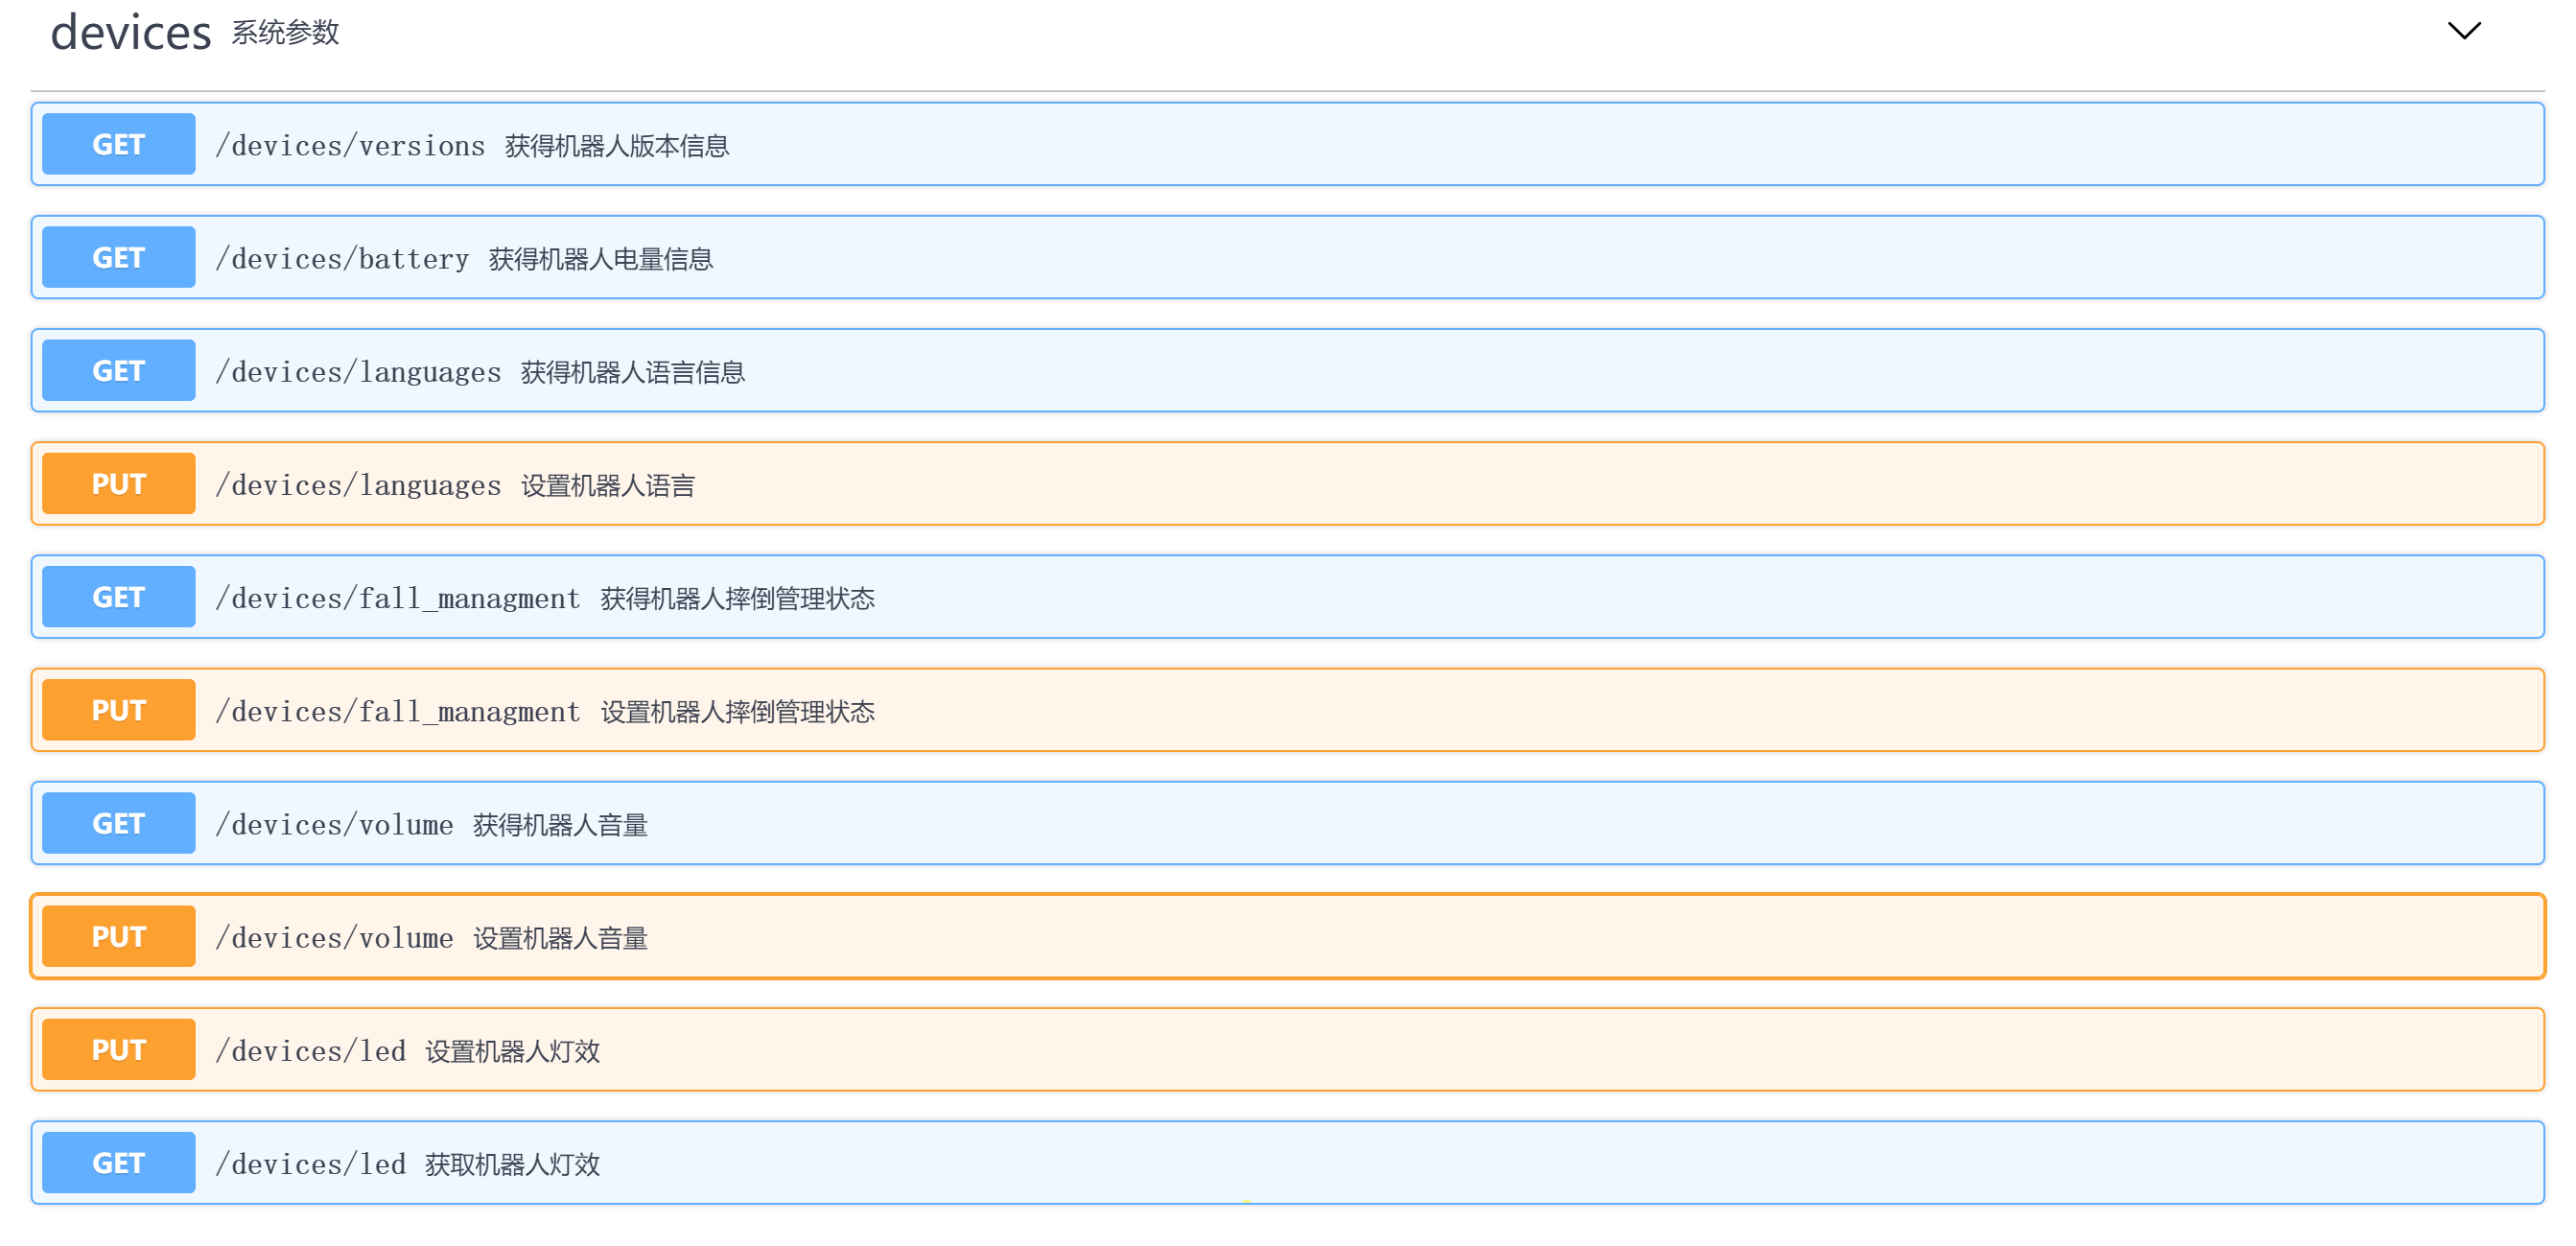 devices 系统参数
GET /devices/versions 获得机器人版本信息
GET /devices/battery 获得机器人电量信息
GET /devices/languages 获得机器人语言信息
PUT /devices/languages 设置机器人语言
GET /devices/fall_managment 获得机器人摔倒管理状态
PUT /devices/fall_managment 设置机器人摔倒管理状态
GET /devices/volume 获得机器人音量
PUT /devices/volume 设置机器人音量
PUT /devices/led 设置机器人灯效
GET /devices/led 获取机器人灯效